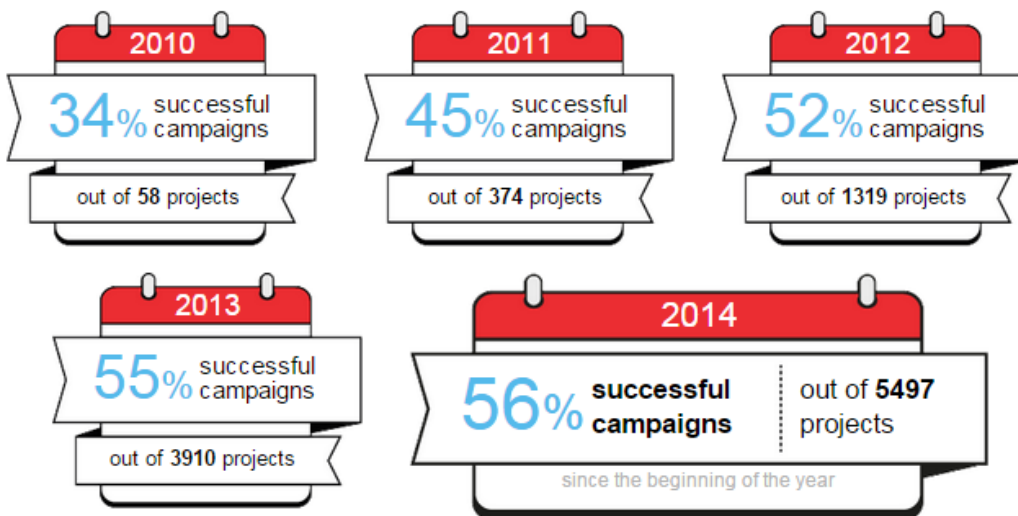 2010
34% successful
campaigns
out of 58 projects
2011
45% successful
campaigns
out of 374 projects
2012
52% successful
campaigns
out of 1319 projects
2013
55% successful
campaigns
out of 3910 projects
2014
56% successful
campaigns
out of 5497
projects
since the beginning of the year